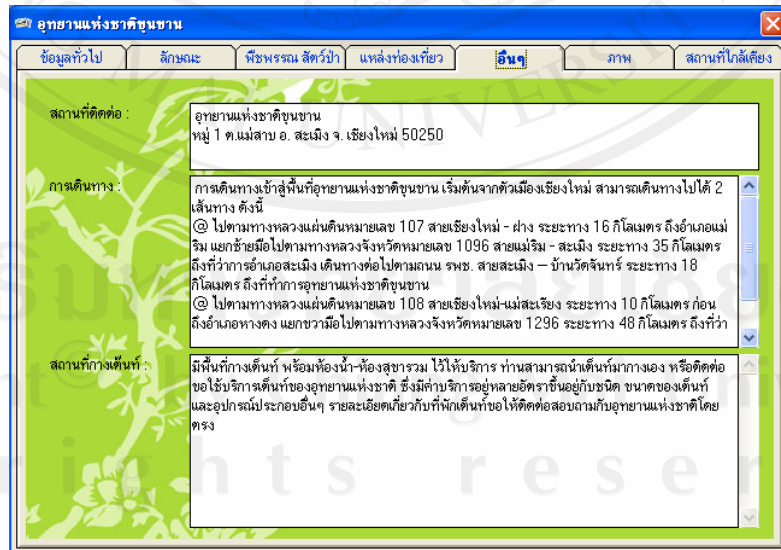 อุทยานแห่งชาติขุนขาน
ข้อมูลทั่วไป ลักษณะ พืชพรรณ สัตว์ป่า แหล่งท่องเที่ยว อื่นๆ ภาพ สถานที่ใกล้เคียง
สถานที่ติดต่อ :
อุทยานแห่งชาติขุนขาน
หมู่ 1 ต.แม่สาบ อ. สะเมิง จ. เชียงใหม่ 50250
การเดินทาง :
การเดินทางเข้าสู่พื้นที่อุทยานแห่งชาติขุนขาน เริ่มต้นจากตัวเมืองเชียงใหม่ สามารถเดินทางไปได้ 2
เส้นทาง ดังนี้
@ ไปตามทางหลวงแผ่นดินหมายเลข 107 สายเชียงใหม่ - ฝาง ระยะทาง 16 กิโลเมตร ถึงอำเภอแม่
ริม แยกซ้ายมือไปตามทางหลวงจังหวัดหมายเลข 1096 สายแม่ริม - สะเมิง ระยะทาง 35 กิโลเมตร
ถึงที่ว่าการอำเภอสะเมิง เดินทางต่อไปตามถนน รพช. สายสะเมิง – บ้านวัดจันทร์ ระยะทาง 18
กิโลเมตร ถึงที่ทำการอุทยานแห่งชาติขุนขาน
@ ไปตามทางหลวงแผ่นดินหมายเลข 108 สายเชียงใหม่-แม่สะเรียง ระยะทาง 10 กิโลเมตร ก่อน
ถึงอำเภอหางดง แยกขวามือไปตามทางหลวงจังหวัดหมายเลข 1296 ระยะทาง 48 กิโลเมตร ถึงที่ว่า
สถานที่กางเต็นท์ :
มีพื้นที่กางเต็นท์ พร้อมห้องน้ำ-ห้องสุขารวม ไว้ให้บริการ ท่านสามารถนำเต็นท์มากางเอง หรือติดต่อ
ขอใช้บริการเต็นท์ของอุทยานแห่งชาติ ซึ่งมีค่าบริการอยู่หลายอัตราขึ้นอยู่กับชนิด ขนาดของเต็นท์
และอุปกรณ์ประกอบอื่นๆ รายละเอียดเกี่ยวกับที่พักเต็นท์ขอให้ติดต่อสอบถามกับอุทยานแห่งชาติโดย
ตรง
rights reser